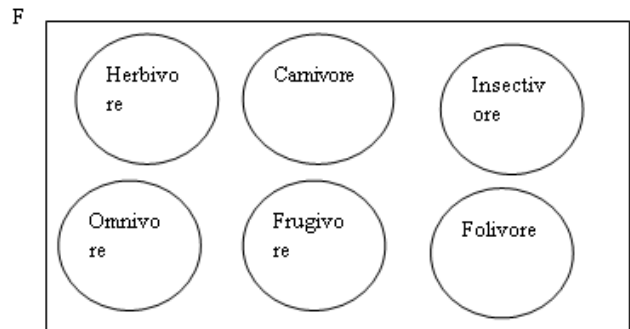 F
Herbivo
re
Carnivore
Insectiv
ore
Omnivo
re
Frugivo
re
Folivore